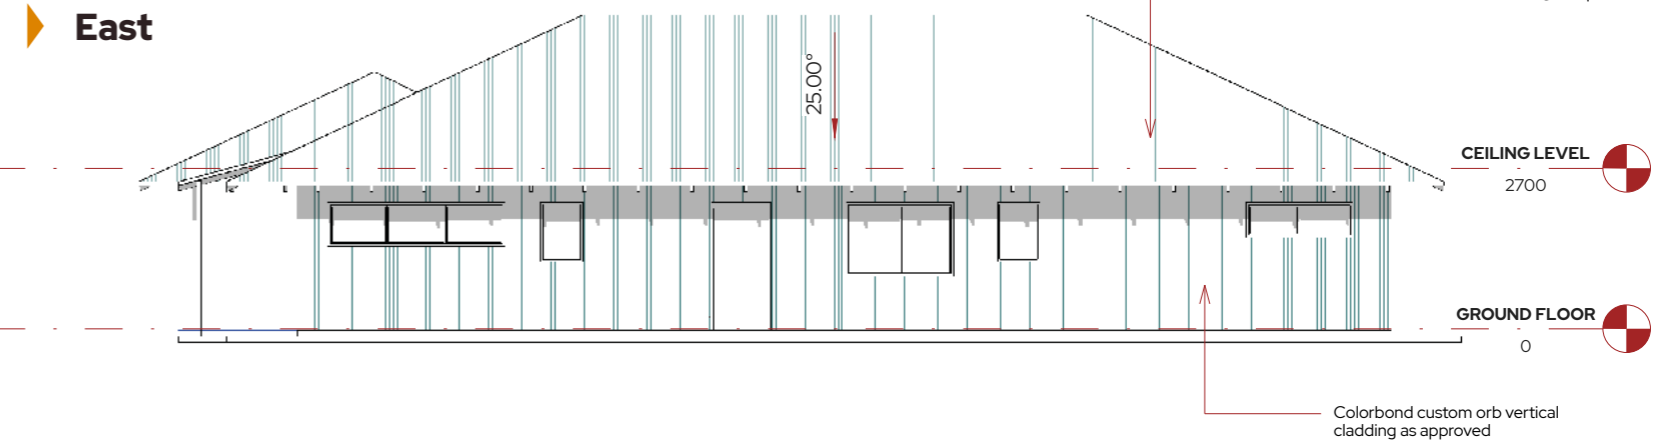 East
25.00°
CEILING LEVEL
2700
GROUND FLOOR
0
Colorbond custom orb vertical
cladding as approved